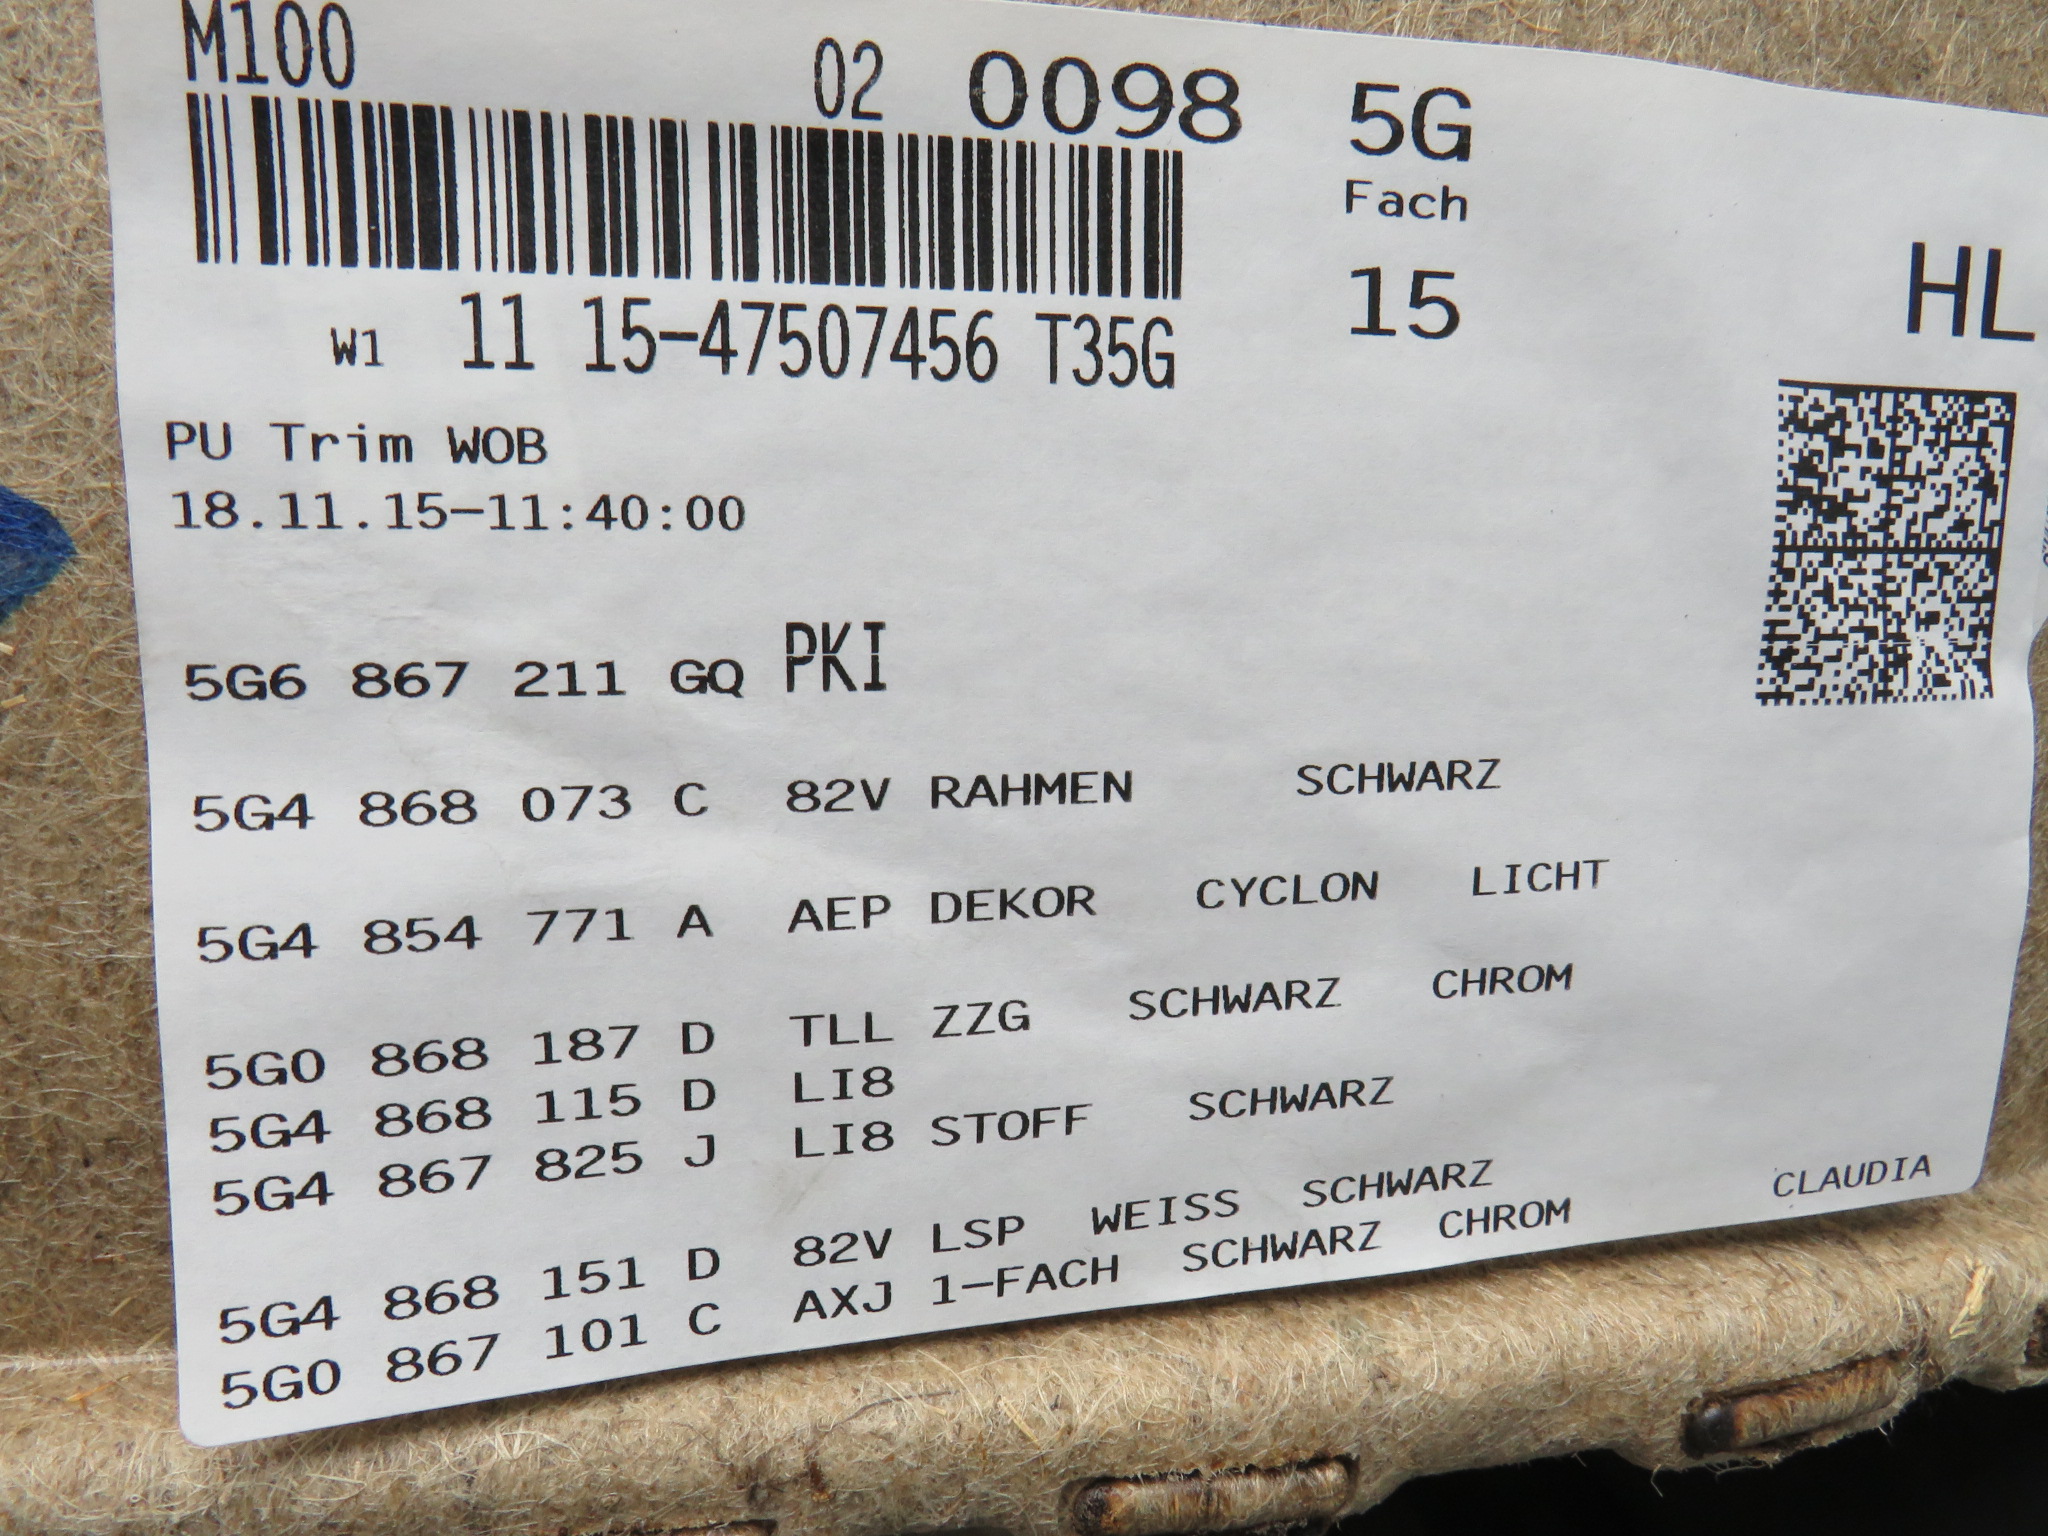 M100 02 0098 5G
Fach
15
HL
W1 11 15-47507456 T35G
PU Trim WOB
18.11.15-11:40:00
5G6 867 211 GQ PKI
5G4 868 073 C 82V RAHMEN SCHWARZ
5G4 854 771 A AEP DEKOR CYCLON LICHT
5G0 868 187 D TLL ZZG SCHWARZ CHROM
5G4 868 115 D LI8
5G4 867 825 J LI8 STOFF SCHWARZ
5G4 868 151 D 82V LSP WEISS SCHWARZ
5G0 867 101 C AXJ 1-FACH SCHWARZ CHROM
CLAUDIA